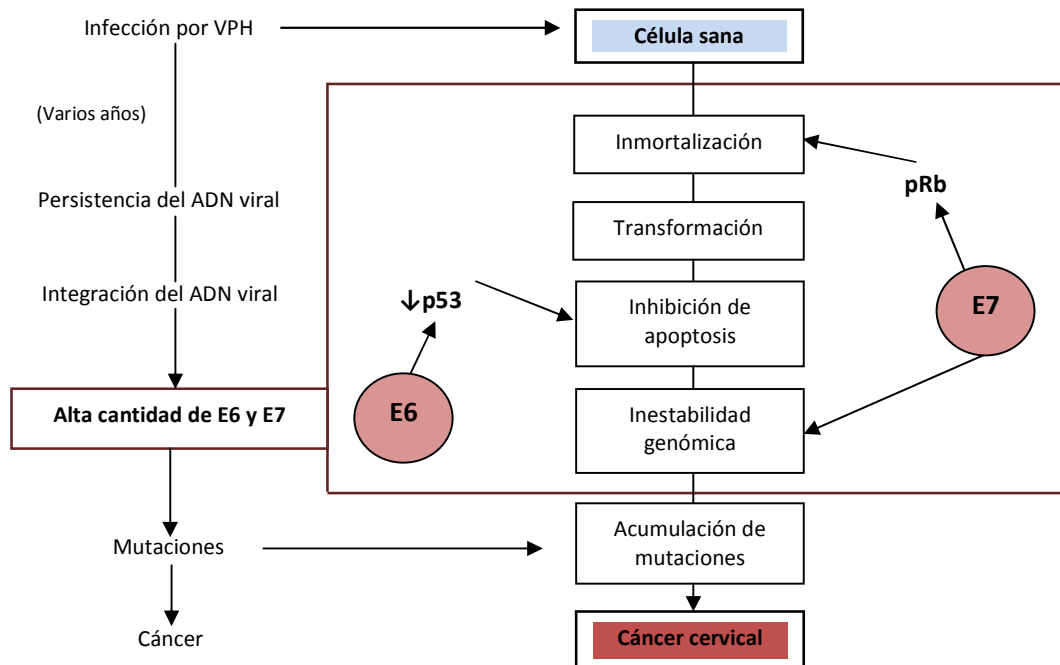 Infección por VPH
Célula sana
(Varios años)
Inmortalización
pRb
Persistencia del ADN viral
Transformación
Integración del ADN viral
↓p53
Inhibición de
apoptosis
E7
Alta cantidad de E6 y E7
E6
Inestabilidad
genómica
Mutaciones
Acumulación de
mutaciones
Cáncer
Cáncer cervical